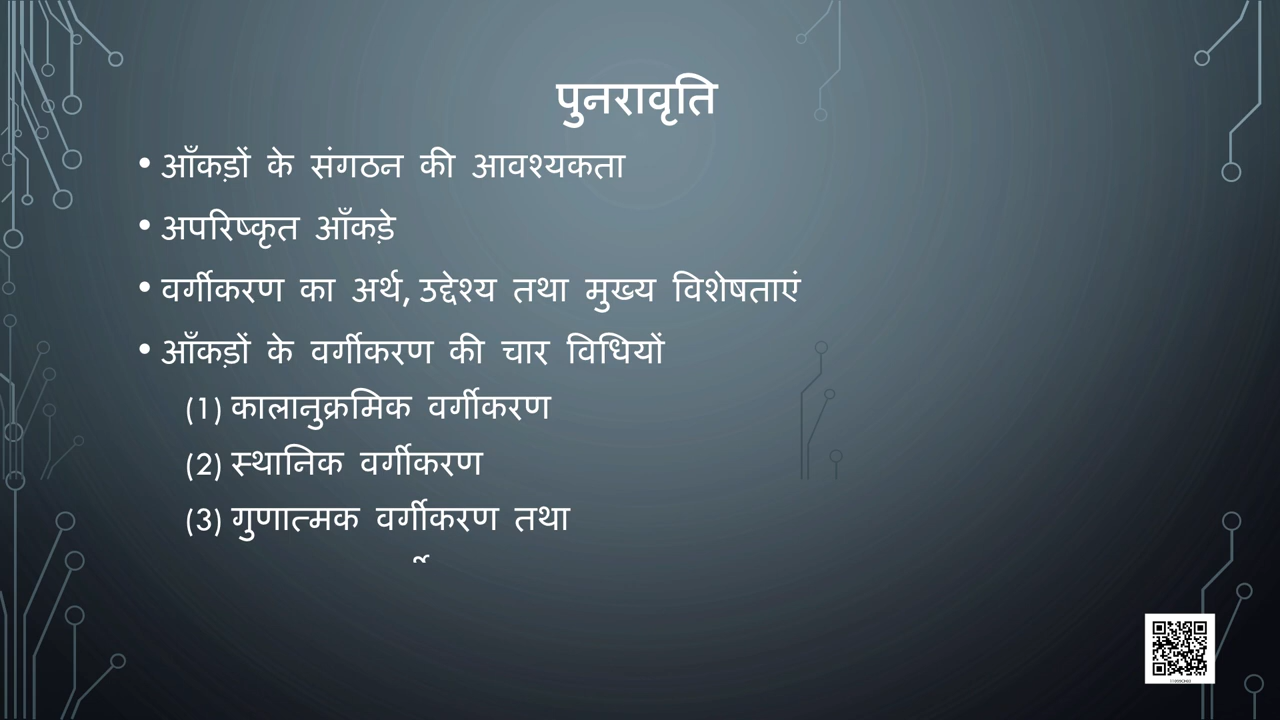 पुनरावृति
• आँकड़ों के संगठन की आवश्यकता
• अपरिष्कृत आँकड़े
• वर्गीकरण का अर्थ, उद्देश्य तथा मुख्य विशेषताएं
• आँकड़ों के वर्गीकरण की चार विधियों
(1) कालानुक्रमिक वर्गीकरण
(2) स्थानिक वर्गीकरण
(3) गुणात्मक वर्गीकरण तथा